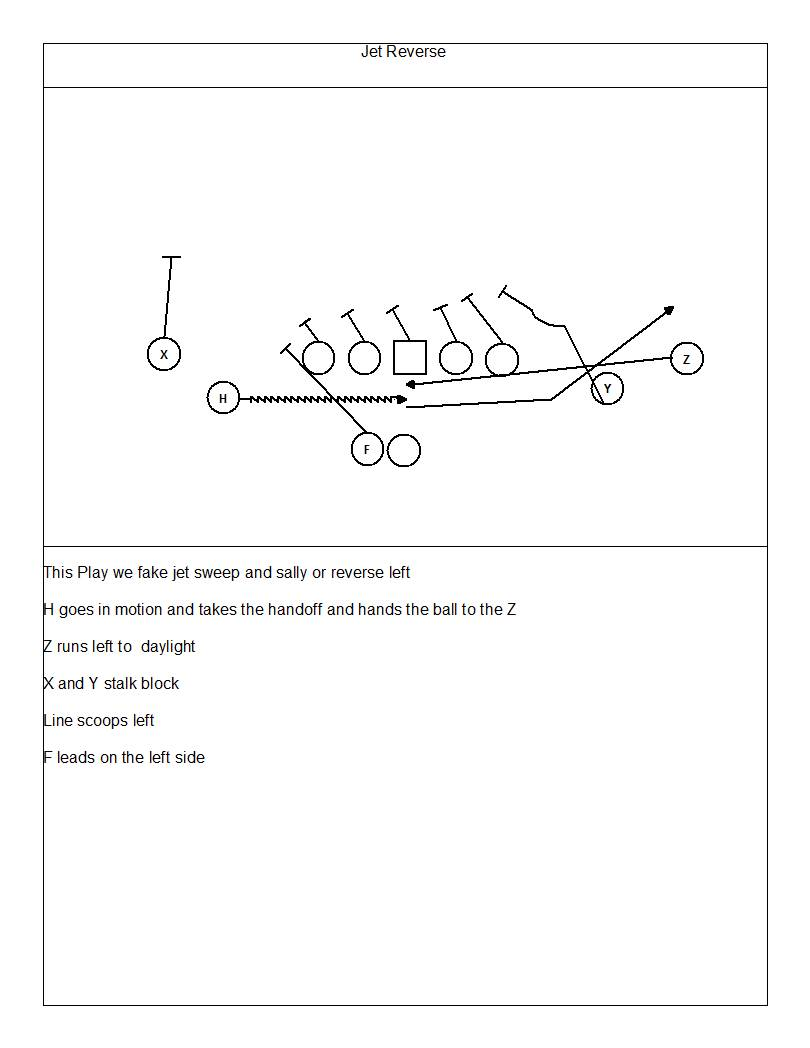 Jet Reverse
X
Z
Y
H
F
This Play we fake jet sweep and sally or reverse left
H goes in motion and takes the handoff and hands the ball to the Z
Z runs left to  daylight
X and Y stalk block
Line scoops left
F leads on the left side